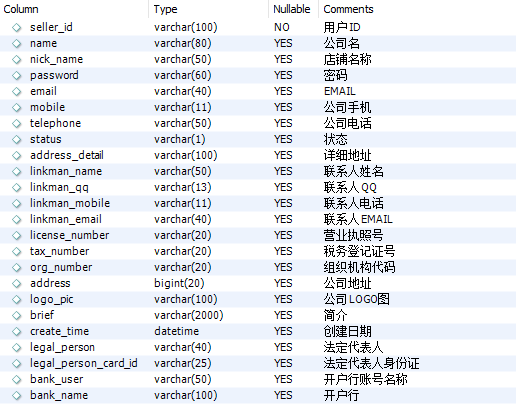 Column Type Nullable Comments
seller_id varchar(100) NO 用户ID
name varchar(80) YES 公司名
nick_name varchar(50) YES 店铺名称
password varchar(60) YES 密码
email varchar(40) YES EMAIL
mobile varchar(11) YES 公司手机
telephone varchar(50) YES 公司电话
status varchar(1) YES 状态
address_detail varchar(100) YES 详细地址
linkman_name varchar(50) YES 联系人姓名
linkman_qq varchar(13) YES 联系人QQ
linkman_mobile varchar(11) YES 联系人电话
linkman_email varchar(40) YES 联系人EMAIL
license_number varchar(20) YES 营业执照号
tax_number varchar(20) YES 税务登记证号
org_number varchar(20) YES 组织机构代码
address bigint(20) YES 公司地址
logo_pic varchar(100) YES 公司LOGO图
brief varchar(2000) YES 简介
create_time datetime YES 创建日期
legal_person varchar(40) YES 法定代表人
legal_person_card_id varchar(25) YES 法定代表人身份证
bank_user varchar(50) YES 开户行账号名称
bank_name varchar(100) YES 开户行